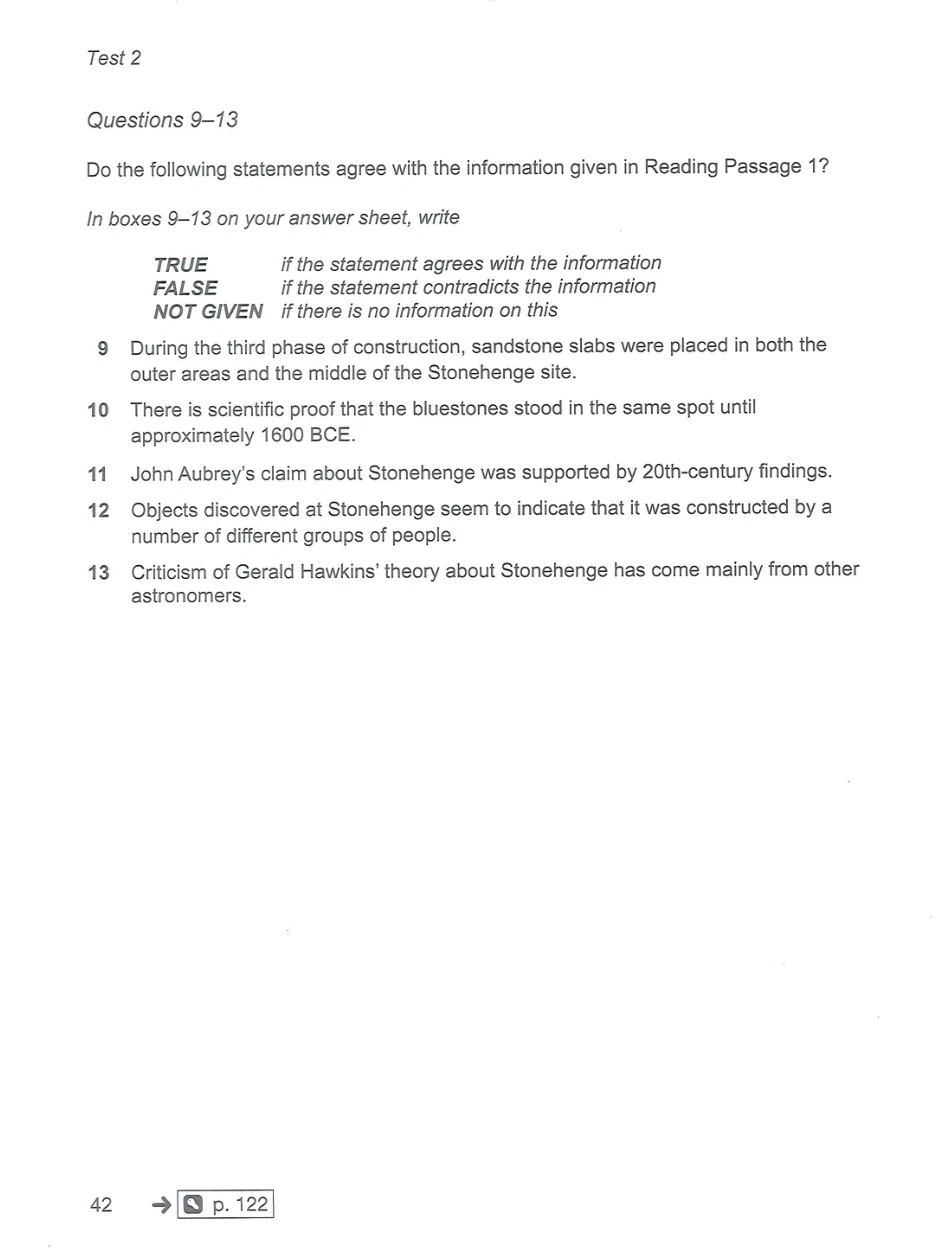 Test 2
Questions 9–13
Do the following statements agree with the information given in Reading Passage 1?
In boxes 9–13 on your answer sheet, write
TRUE if the statement agrees with the information
FALSE if the statement contradicts the information
NOT GIVEN if there is no information on this
9 During the third phase of construction, sandstone slabs were placed in both the
outer areas and the middle of the Stonehenge site.
10 There is scientific proof that the bluestones stood in the same spot until
approximately 1600 BCE.
11 John Aubrey's claim about Stonehenge was supported by 20th-century findings.
12 Objects discovered at Stonehenge seem to indicate that it was constructed by a
number of different groups of people.
13 Criticism of Gerald Hawkins' theory about Stonehenge has come mainly from other
astronomers.
42 → p. 122